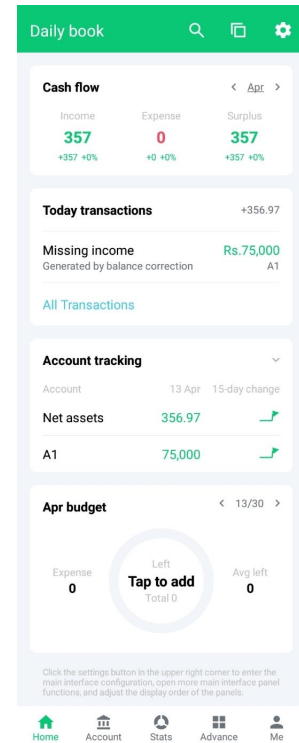 Daily book
Cash flow
< Apr >
Income Expense Surplus
357 0 357
+357 +0% +0 +0% +357 +0%
Today transactions +356.97
Missing income Rs.75,000
Generated by balance correction A1
All Transactions
Account tracking
Account 13 Apr 15-day change
Net assets 356.97
A1 75,000
Apr budget < 13/30 >
Left
Expense Tap to add Avg left
0 Total 0 0
Click the settings button in the upper right corner to enter the
main interface configuration, open more main interface panel
functions, and adjust the display order of the panels.
Home Account Stats Advance Me